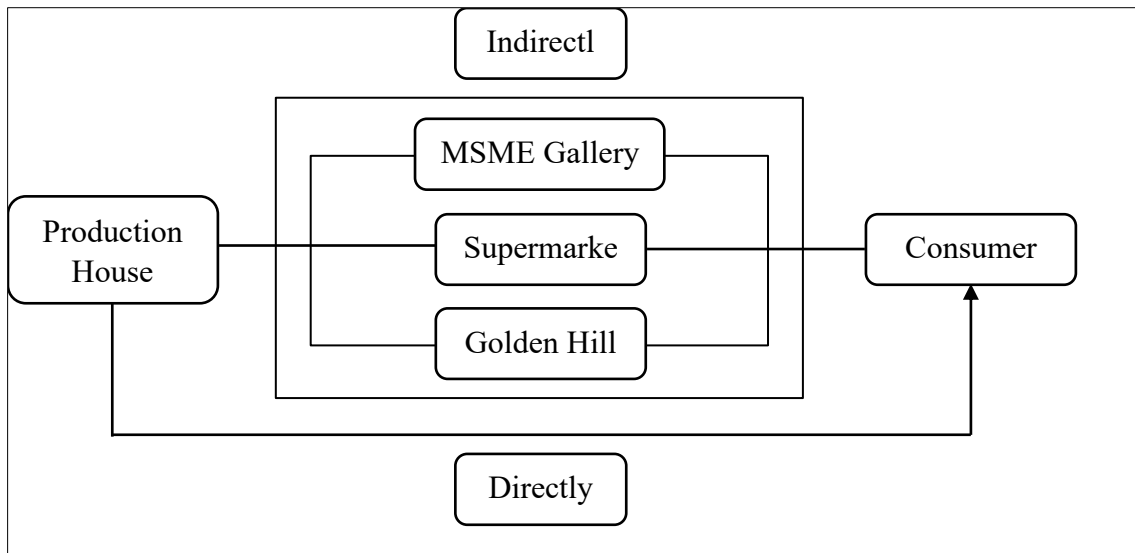 Indirectl
MSME Gallery
Production
House
Supermarke
Consumer
Golden Hill
Directly